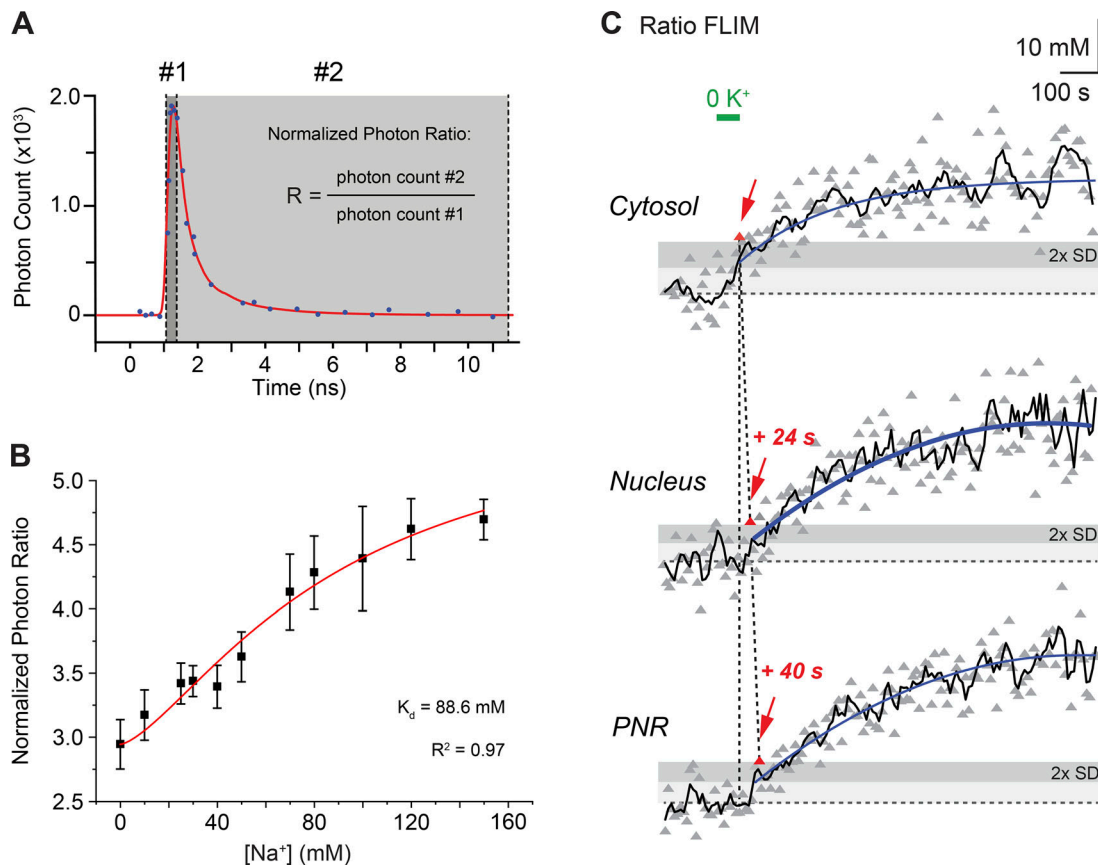 A
#1
#2
2.0
1.0
0
Photon Count (x10³)
Normalized Photon Ratio:
R =
photon count #2
photon count #1
0
2
4
6
8
10
Time (ns)
B
5.0
4.5
4.0
3.5
3.0
2.5
Normalized Photon Ratio
Kd = 88.6 mM
R² = 0.97
0
40
80
120
160
[Na⁺] (mM)
C Ratio FLIM
10 mM
100 s
0 K⁺
Cytosol
2x SD
+ 24 s
Nucleus
2x SD
+ 40 s
PNR
2x SD